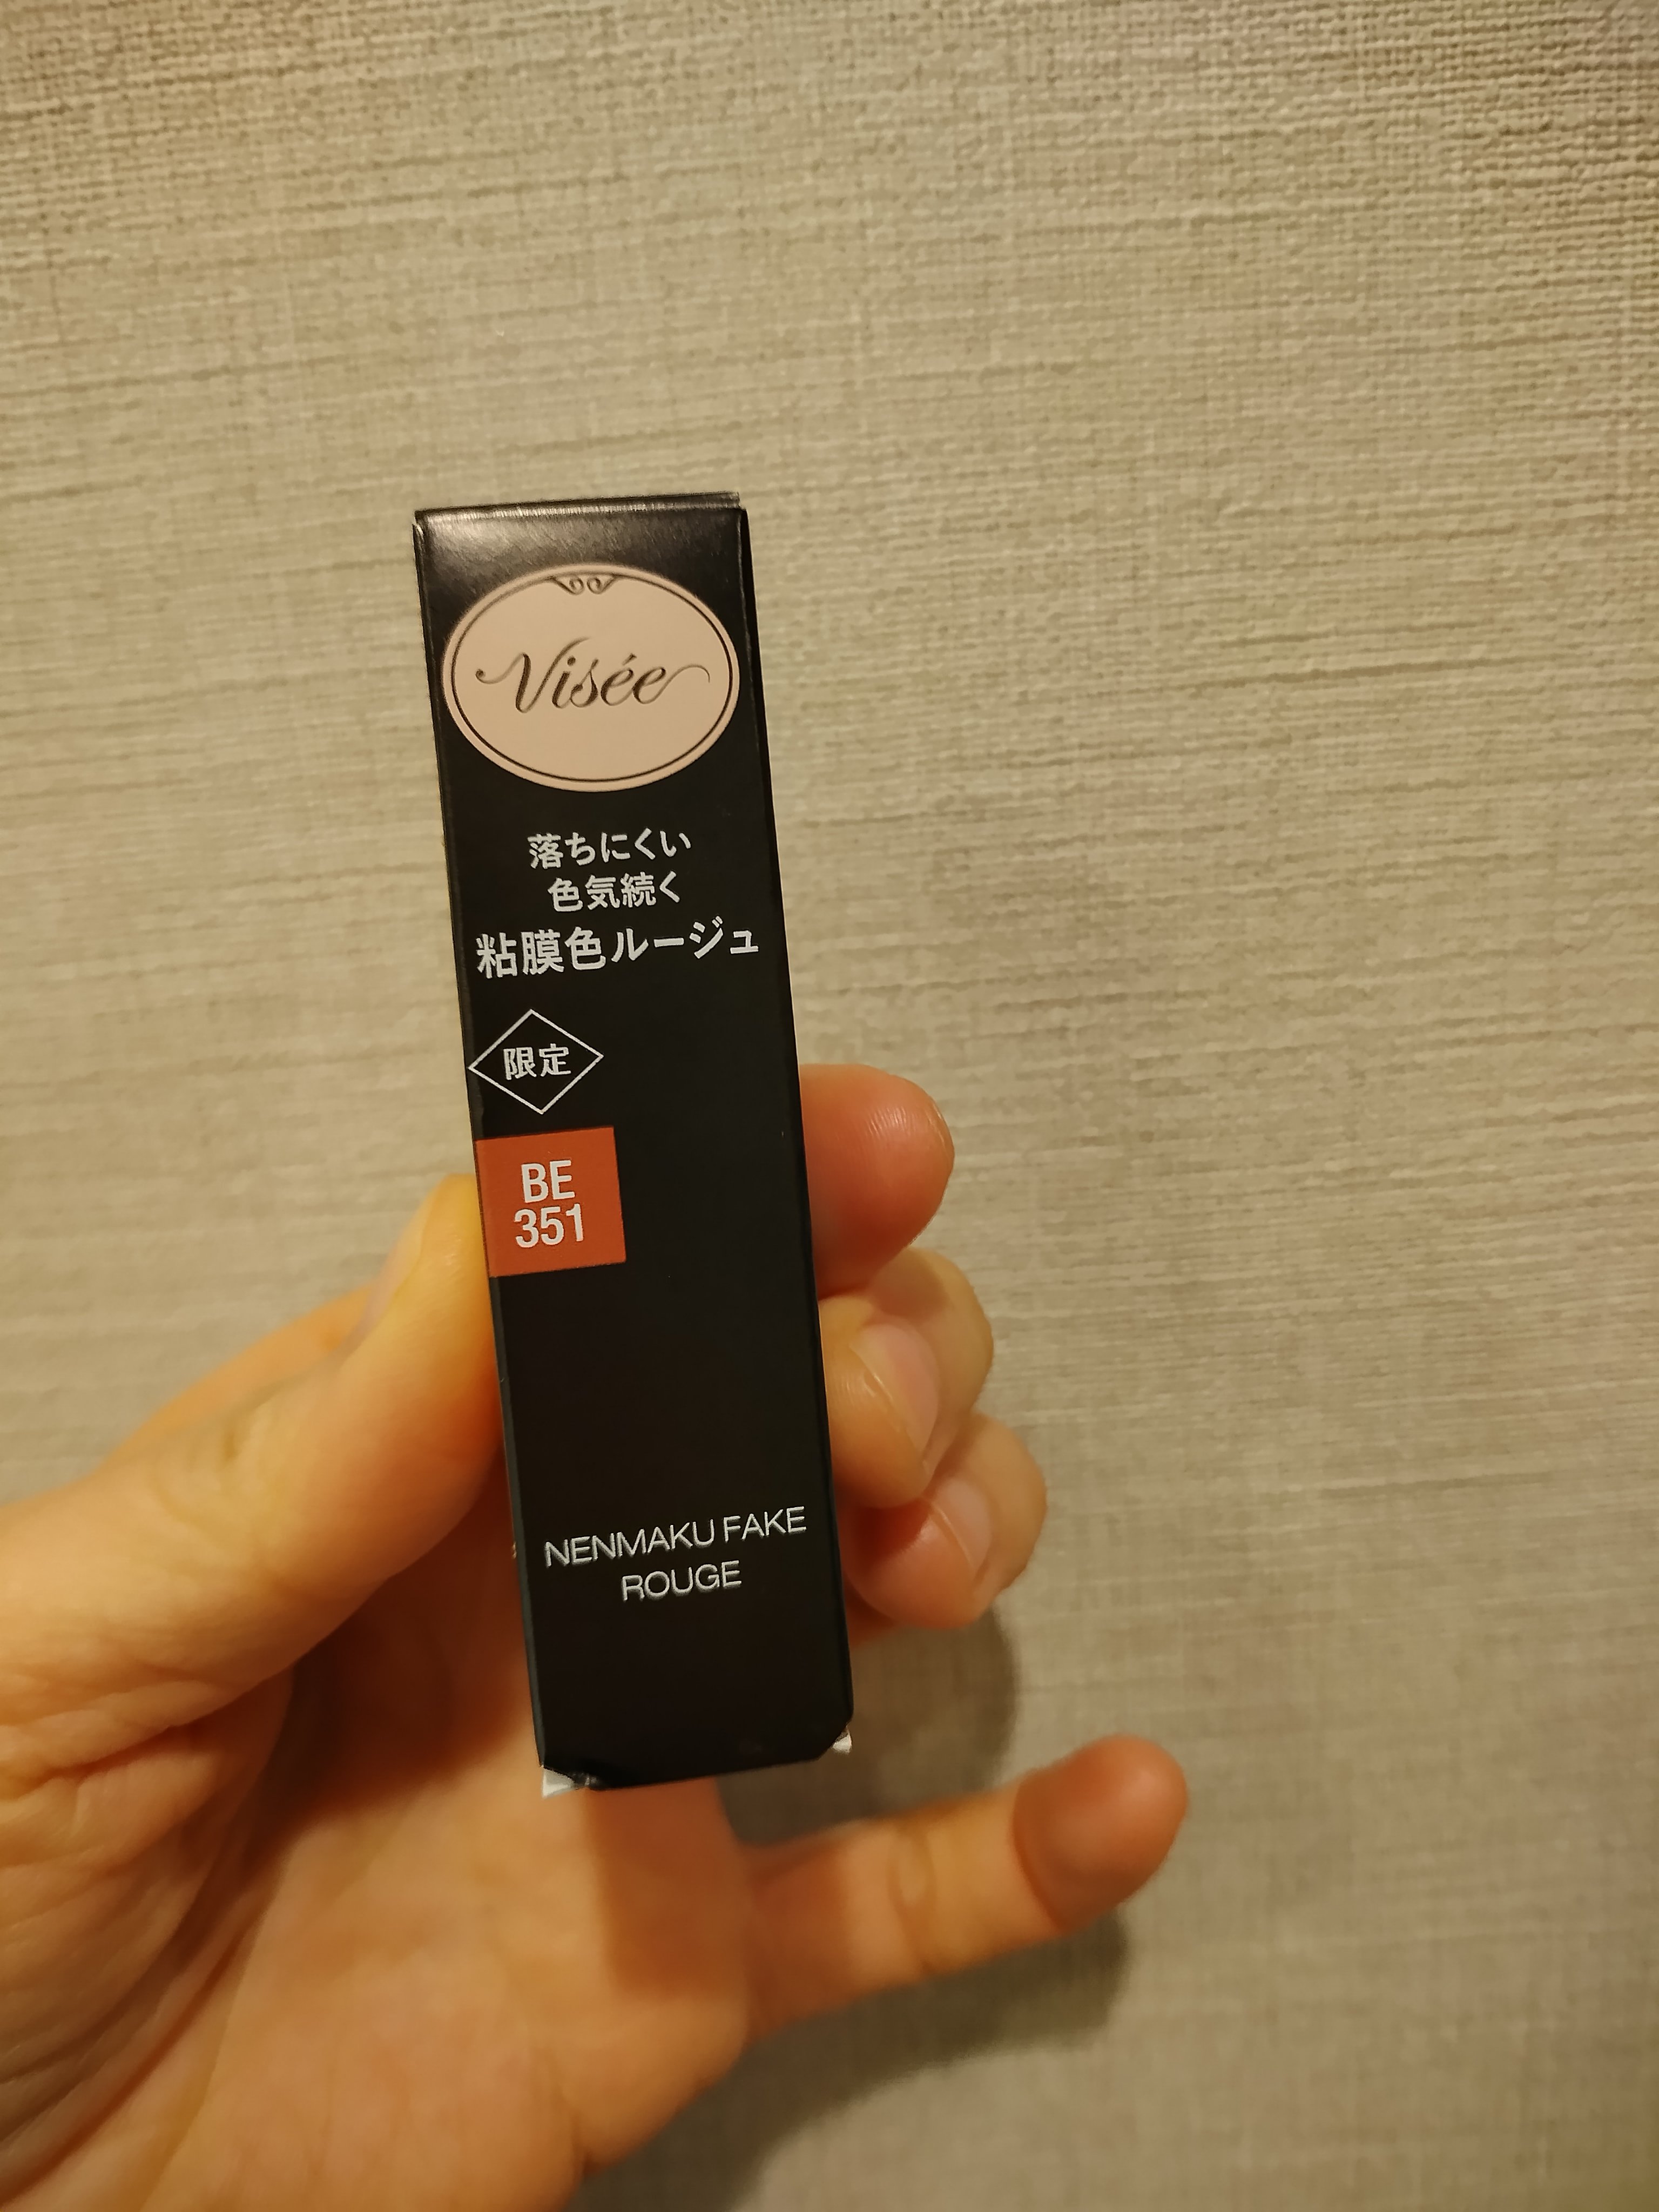 Visée
落ちにくい
色気続く
粘膜色ルージュ
限定
BE
351
NENMAKU FAKE
ROUGE